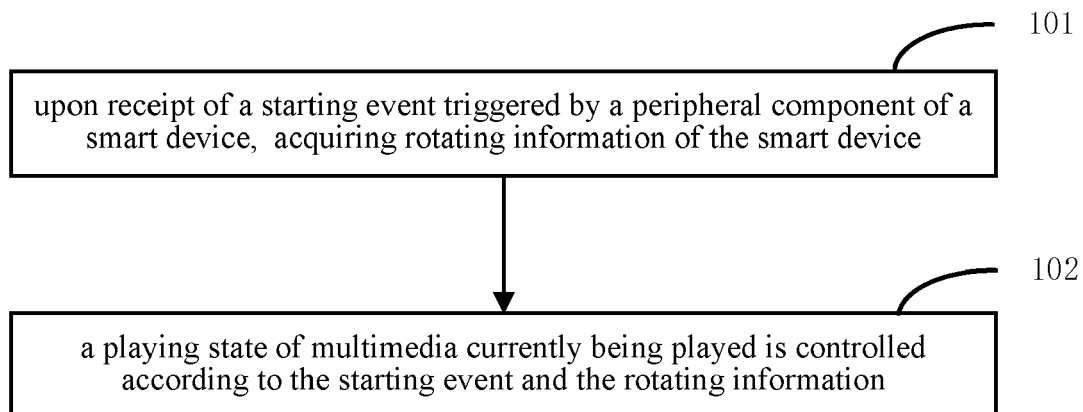 101
upon receipt of a starting event triggered by a peripheral component of a
smart device, acquiring rotating information of the smart device
102
a playing state of multimedia currently being played is controlled
according to the starting event and the rotating information